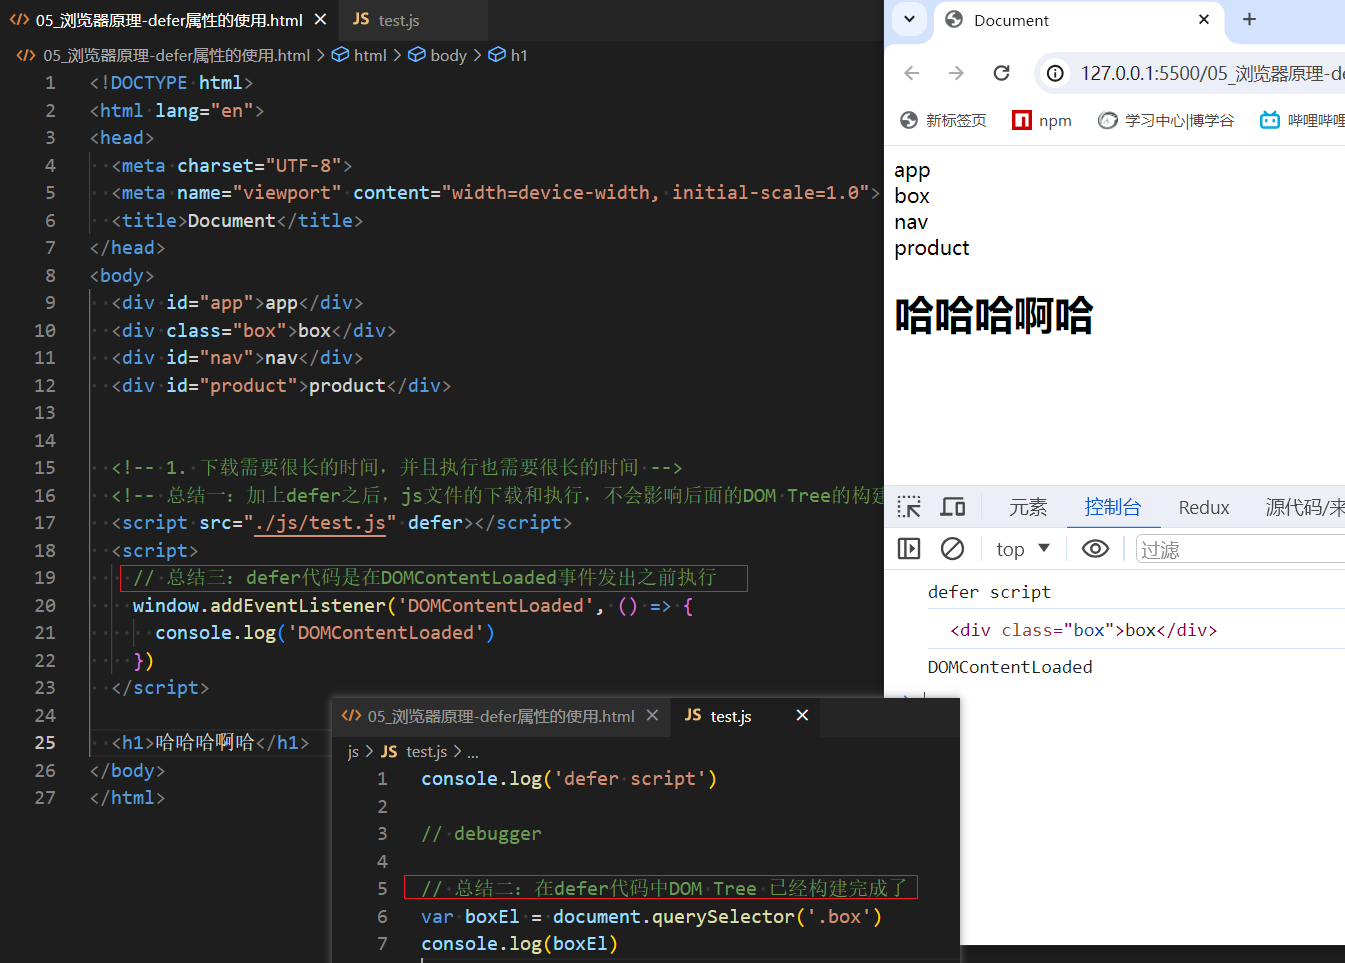 05_浏览器原理-defer属性的使用.html
JS test.js
05_浏览器原理-defer属性的使用.html > html > body > h1
1 <!DOCTYPE html>
2 <html lang="en">
3 <head>
4 <meta charset="UTF-8">
5 <meta name="viewport" content="width=device-width, initial-scale=1.0">
6 <title>Document</title>
7 </head>
8 <body>
9 <div id="app">app</div>
10 <div class="box">box</div>
11 <div id="nav">nav</div>
12 <div id="product">product</div>
13
14
15 <!-- 1. 下载需要很长的时间, 并且执行也需要很长的时间 -->
16 <!-- 总结一: 加上defer之后, js文件的下载和执行, 不会影响后面的DOM Tree的构建
17 <script src="./js/test.js" defer></script>
18 <script>
19 // 总结三: defer代码是在DOMContentLoaded事件发出之前执行
20 window.addEventListener('DOMContentLoaded', () => {
21 console.log('DOMContentLoaded')
22 })
23 </script>
24
25 <h1>哈哈哈啊哈</h1>
26 </body>
27 </html>
05_浏览器原理-defer属性的使用.html
JS test.js
js > JS test.js > ...
1 console.log('defer script')
2
3 // debugger
4
5 // 总结二: 在defer代码中DOM Tree 已经构建完成了
6 var boxEl = document.querySelector('.box')
7 console.log(boxEl)
Document
127.0.0.1:5500/05_浏览器原理-de
新标签页
npm
学习中心|博学谷
哔哩哔哩
app
box
nav
product
哈哈哈啊哈
元素
控制台
Redux
源代码/来
top
过滤
defer script
<div class="box">box</div>
DOMContentLoaded